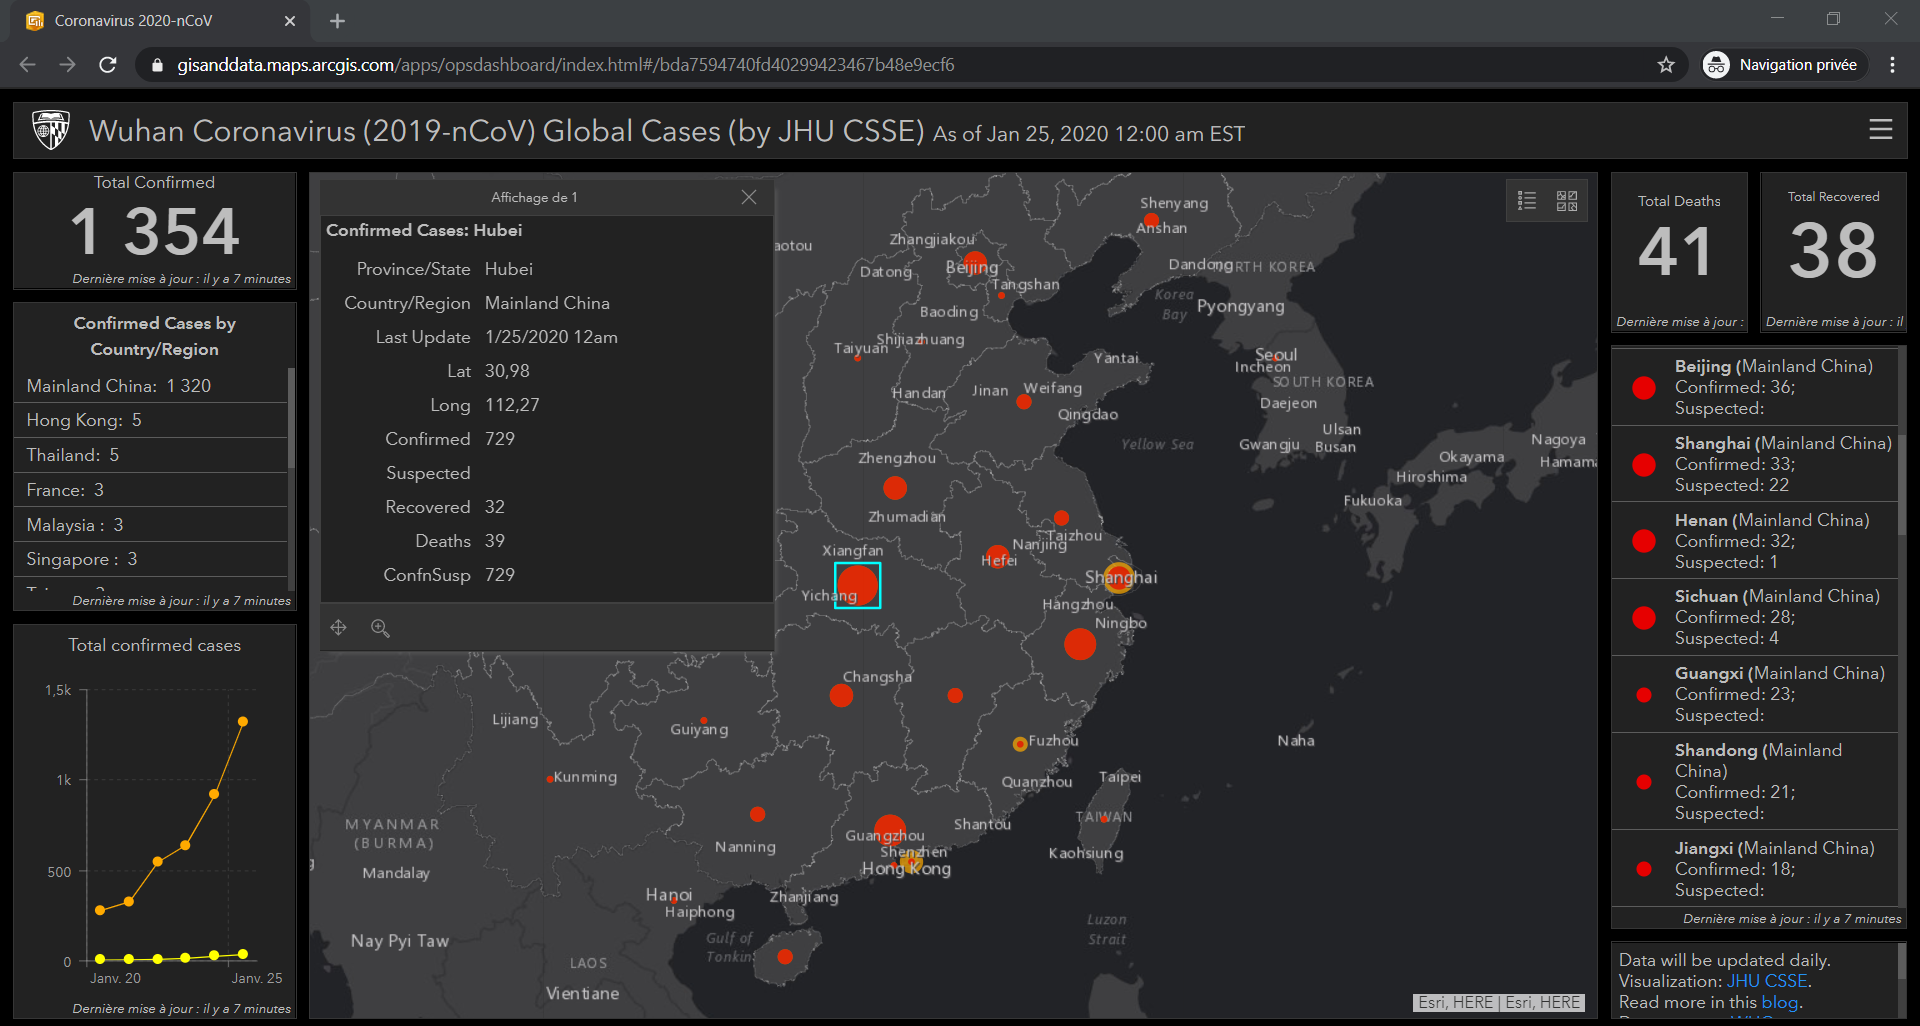 Coronavirus 2020-nCoV
gisanddata.maps.arcgis.com/apps/opsdashboard/index.html#/bda7594740fd40299423467b48e9ecf6
Navigation privée
Wuhan Coronavirus (2019-nCoV) Global Cases (by JHU CSSE) As of Jan 25, 2020 12:00 am EST
Total Confirmed
1 354
Dernière mise à jour : il y a 7 minutes
Confirmed Cases by
Country/Region
Mainland China: 1 320
Hong Kong: 5
Thailand: 5
France: 3
Malaysia : 3
Singapore : 3
Dernière mise à jour : il y a 7 minutes
Total confirmed cases
1,5k
1k
500
0
Janv. 20
Janv. 25
Dernière mise à jour : il y a 7 minutes
Affichage de 1
Confirmed Cases: Hubei
Province/State Hubei
Country/Region Mainland China
Last Update 1/25/2020 12am
Lat 30,98
Long 112,27
Confirmed 729
Suspected
Recovered 32
Deaths 39
ConfnSusp 729
Shenyang
Anshan
aotou
Zhangjiakou
Datong
Beijing
Dandong
NORTH KOREA
Tangshan
Korea
Bay
Pyongyang
Baoding
Shijiazhuang
Taiyuan
Yantai
Seoul
Incheon
SOUTH KOREA
Handan
Jinan
Weifang
Daejeon
Qingdao
Ulsan
Gwangju
Busan
Yellow Sea
Nagoya
Okayama
Hamama
Hiroshima
Fukuoka
Zhengzhou
Zhumadian
Taizhou
Nanjing
Xiangfan
Hefei
Shanghai
Yichang
Hangzhou
Ningbo
Changsha
Lijiang
Guiyang
Fuzhou
Naha
Kunming
Quanzhou
Taipei
MYANMAR
(BURMA)
Guangzhou
Shantou
TAIWAN
Nanning
Shenzhen
Hong Kong
Kaohsiung
Mandalay
Hanoi
Haiphong
Zhanjiang
Luzon
Strait
Nay Pyi Taw
Gulf of
Tonkin
LAOS
Vientiane
Esri, HERE | Esri, HERE
Total Deaths
41
Dernière mise à jour :
Total Recovered
38
Dernière mise à jour : il
Beijing (Mainland China)
Confirmed: 36;
Suspected:
Shanghai (Mainland China)
Confirmed: 33;
Suspected: 22
Henan (Mainland China)
Confirmed: 32;
Suspected: 1
Sichuan (Mainland China)
Confirmed: 28;
Suspected: 4
Guangxi (Mainland China)
Confirmed: 23;
Suspected:
Shandong (Mainland
China)
Confirmed: 21;
Suspected:
Jiangxi (Mainland China)
Confirmed: 18;
Suspected:
Dernière mise à jour : il y a 7 minutes
Data will be updated daily.
Visualization: JHU CSSE.
Read more in this blog.